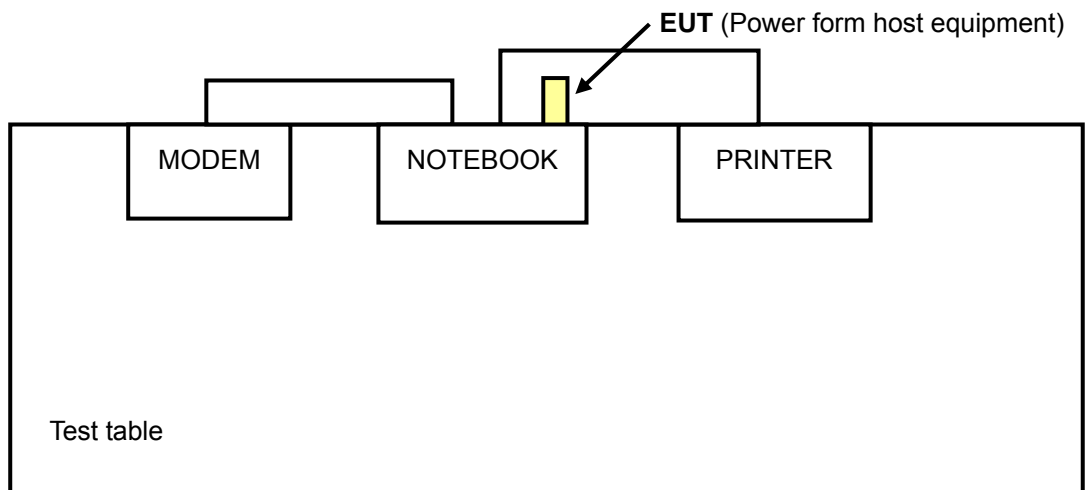 EUT (Power form host equipment)
MODEM
NOTEBOOK
PRINTER
Test table